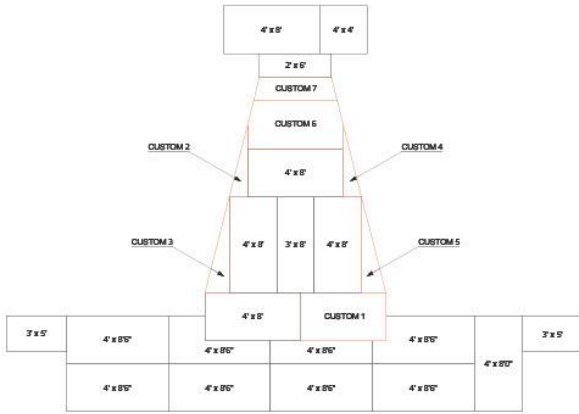 4' x 8'
4' x 4'
2' x 6'
CUSTOM 7
CUSTOM 6
CUSTOM 2
CUSTOM 4
4' x 8'
4' x 8'
3' x 8'
4' x 8'
CUSTOM 3
CUSTOM 5
4' x 8'
CUSTOM 1
3' x 5'
4' x 8'6"
4' x 8'6"
4' x 8'6"
4' x 8'6"
3' x 5'
4' x 8'0"
4' x 8'6"
4' x 8'6"
4' x 8'6"
4' x 8'6"